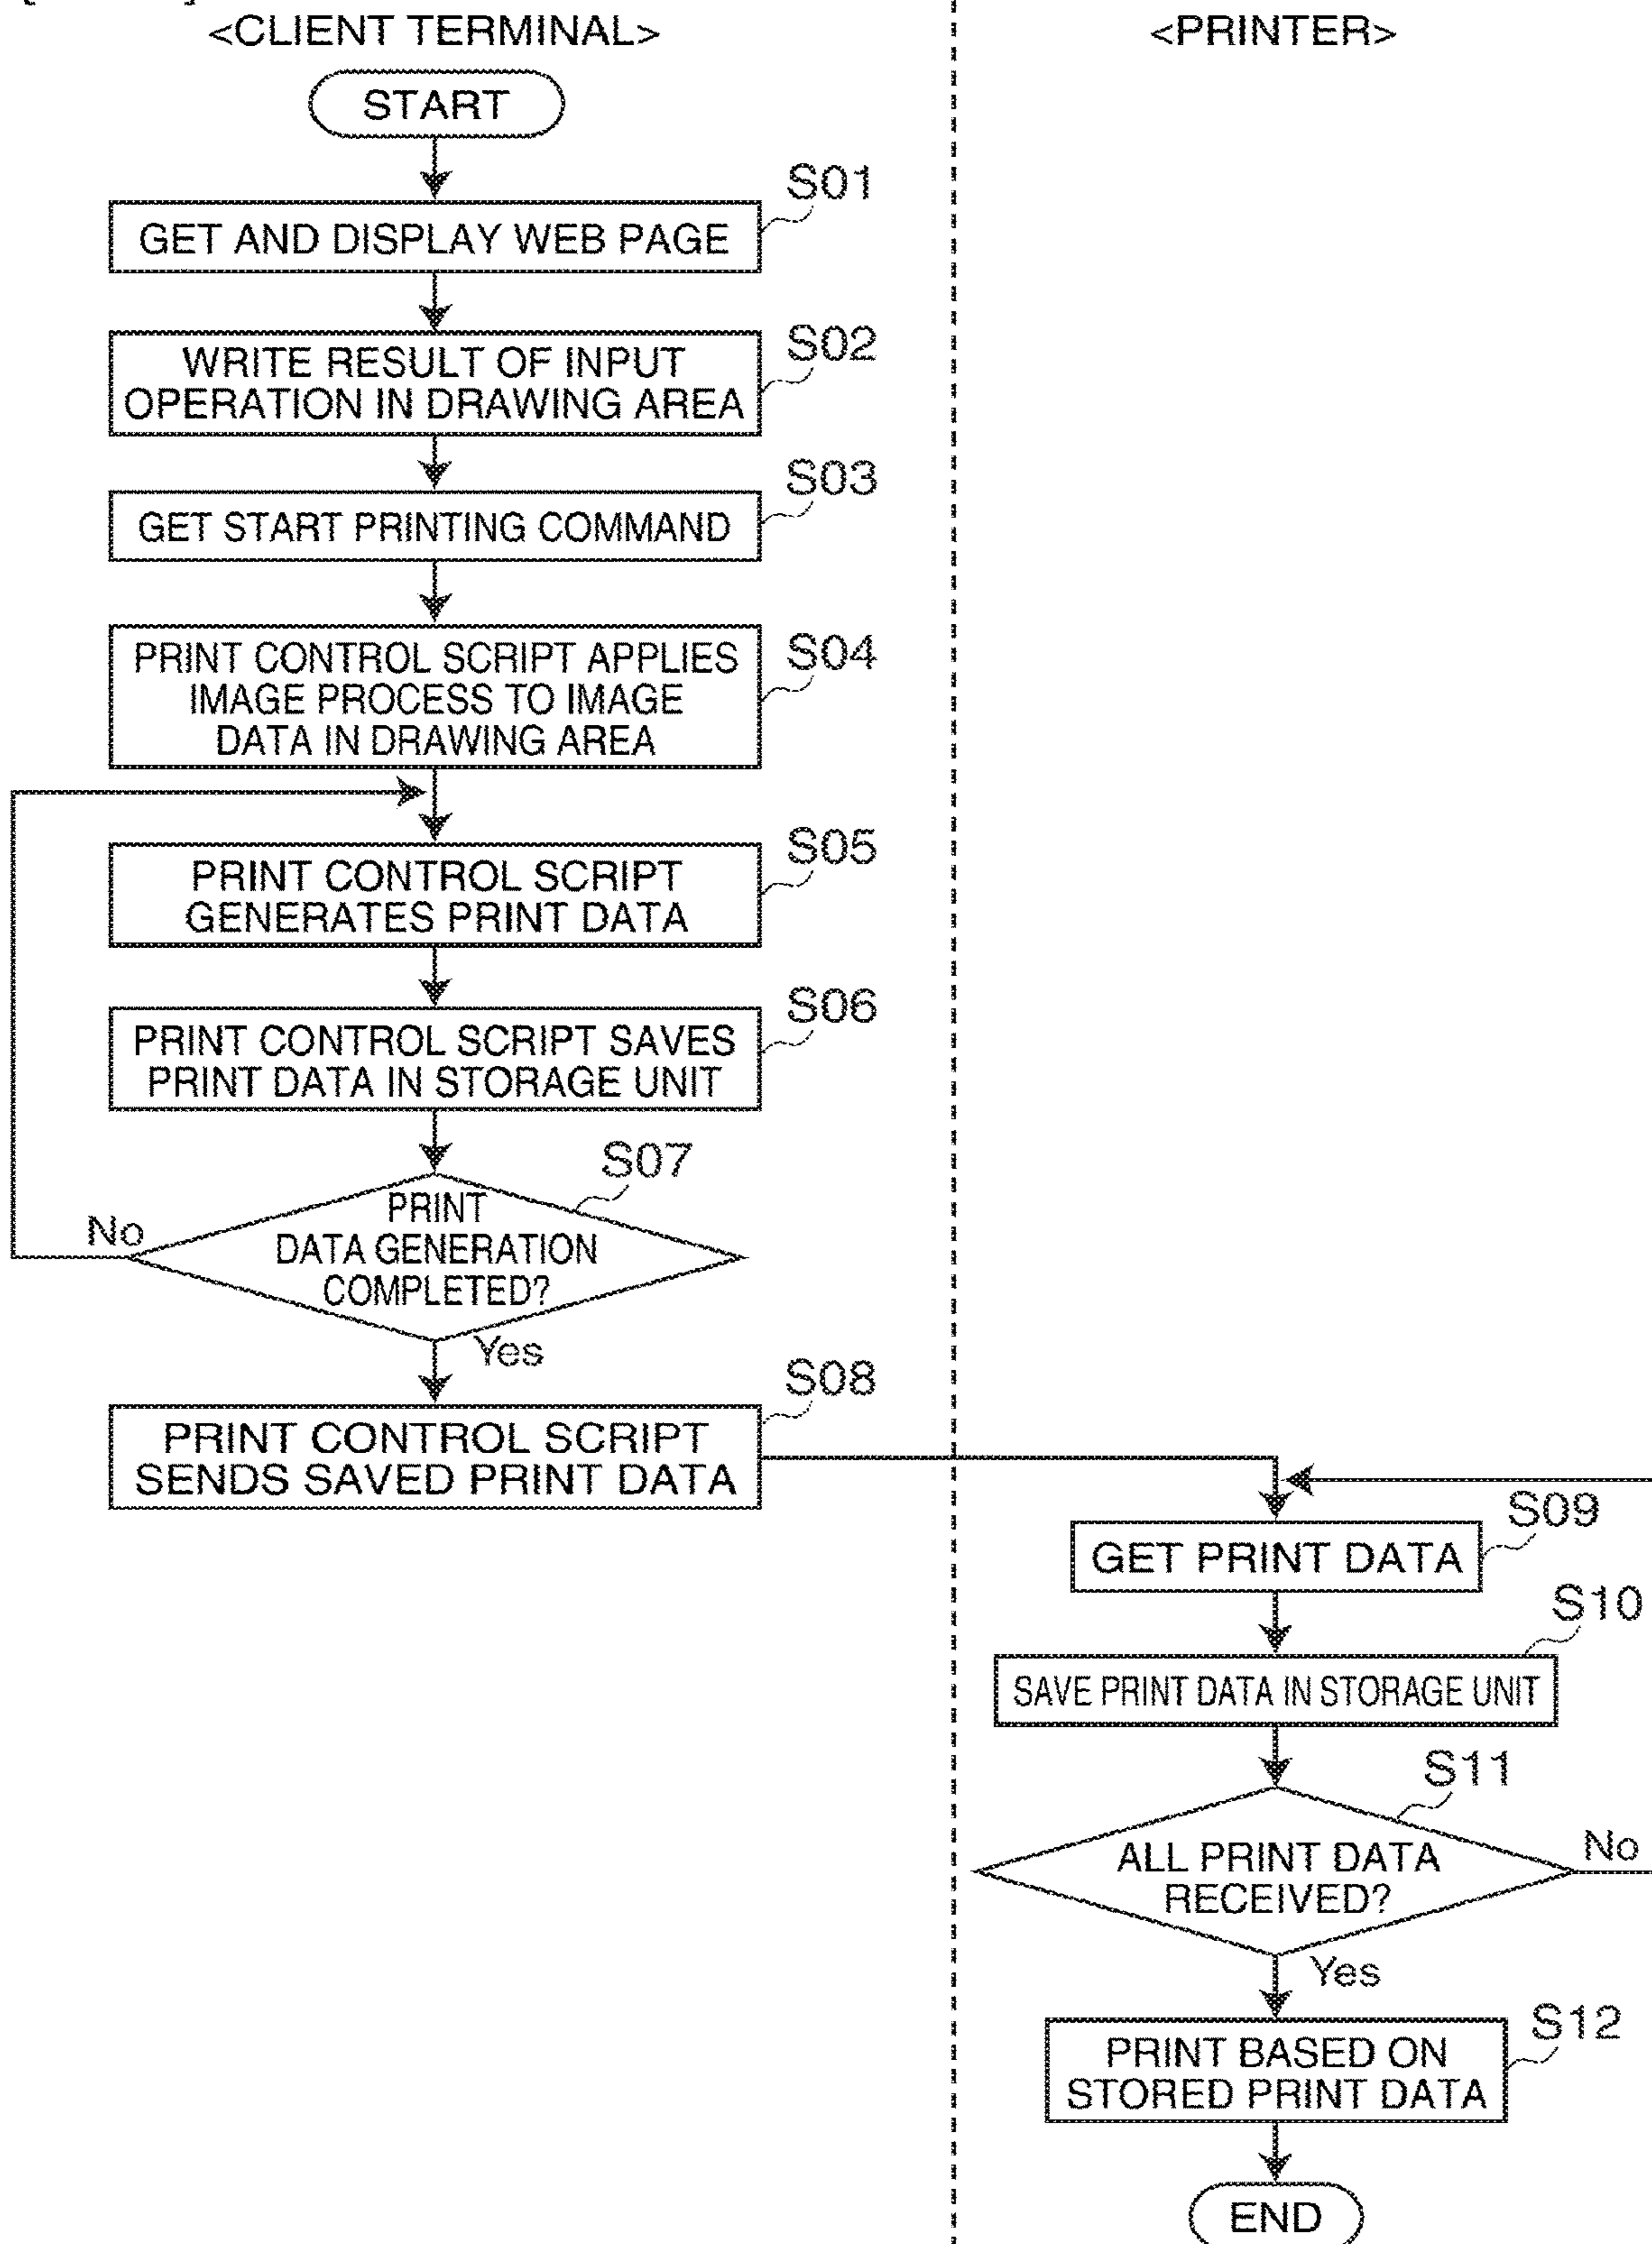 <CLIENT TERMINAL>
<PRINTER>
START
S01
GET AND DISPLAY WEB PAGE
S02
WRITE RESULT OF INPUT
OPERATION IN DRAWING AREA
S03
GET START PRINTING COMMAND
S04
PRINT CONTROL SCRIPT APPLIES
IMAGE PROCESS TO IMAGE
DATA IN DRAWING AREA
S05
PRINT CONTROL SCRIPT
GENERATES PRINT DATA
S06
PRINT CONTROL SCRIPT SAVES
PRINT DATA IN STORAGE UNIT
S07
PRINT
DATA GENERATION
COMPLETED?
No
Yes
S08
PRINT CONTROL SCRIPT
SENDS SAVED PRINT DATA
S09
GET PRINT DATA
S10
SAVE PRINT DATA IN STORAGE UNIT
S11
ALL PRINT DATA
RECEIVED?
No
Yes
S12
PRINT BASED ON
STORED PRINT DATA
END